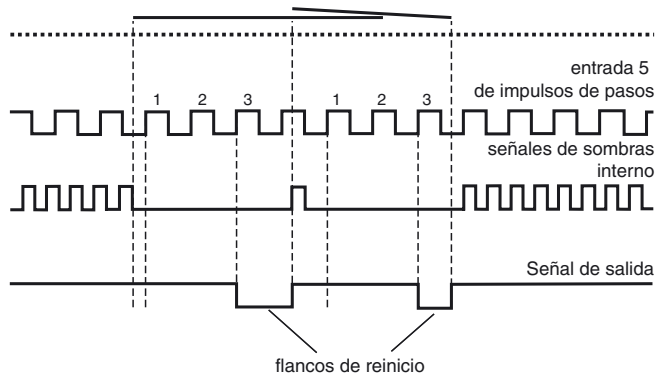 entrada 5
de impulsos de pasos
1 2 3 1 2 3
señales de sombras
interno
Señal de salida
flancos de reinicio